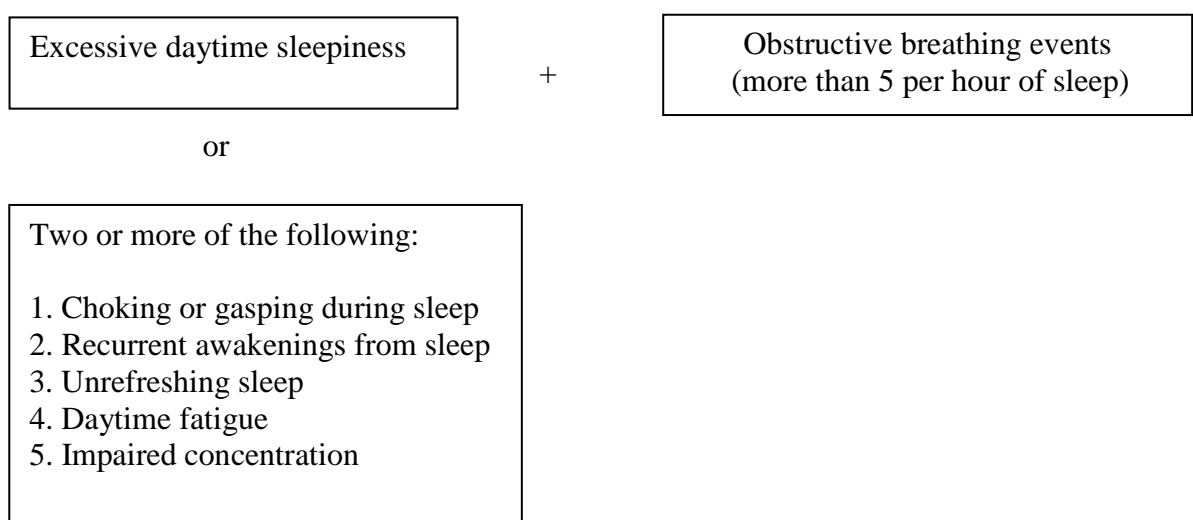 Excessive daytime sleepiness
+
Obstructive breathing events
(more than 5 per hour of sleep)
or
Two or more of the following:
1. Choking or gasping during sleep
2. Recurrent awakenings from sleep
3. Unrefreshing sleep
4. Daytime fatigue
5. Impaired concentration